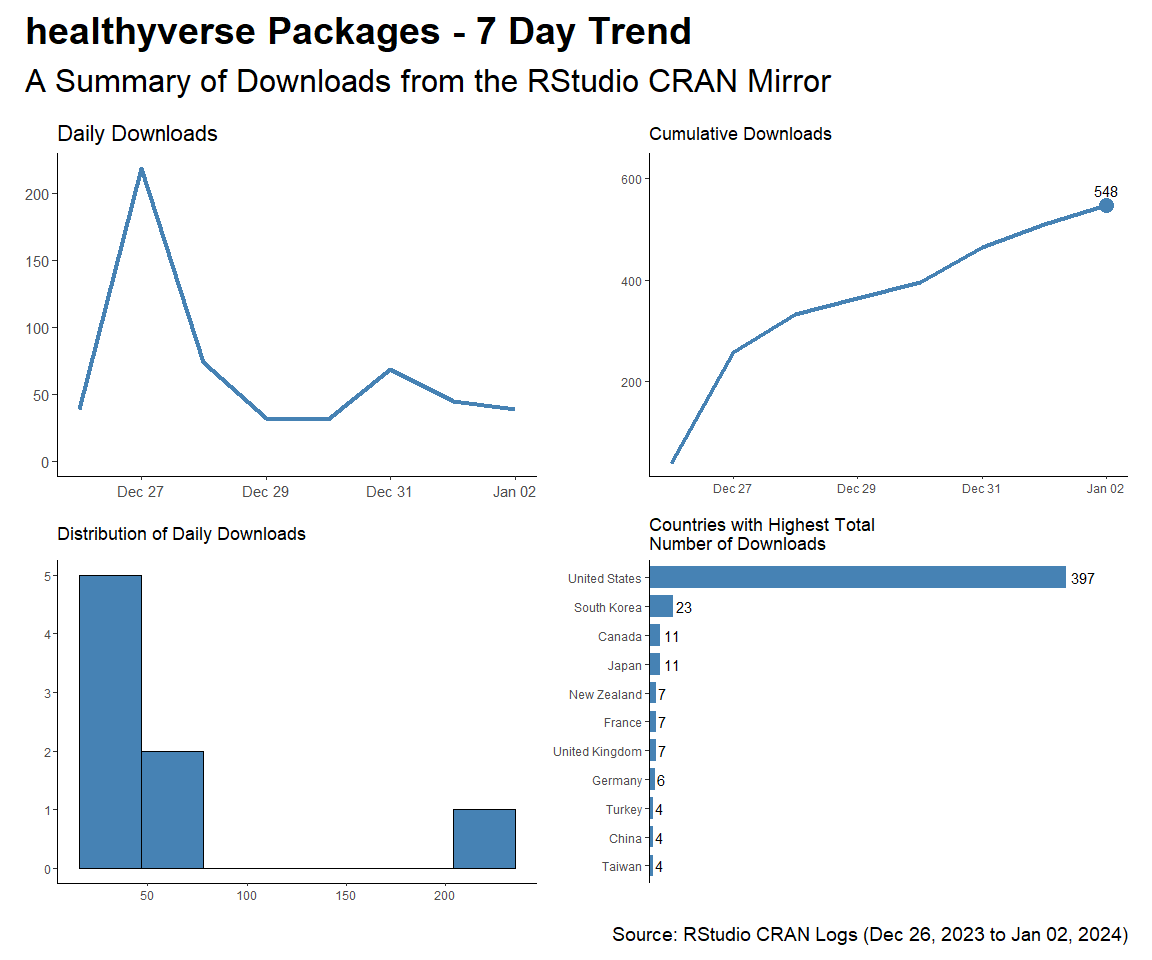 healthyverse Packages - 7 Day Trend
A Summary of Downloads from the RStudio CRAN Mirror
Daily Downloads
200
150
100
50
0
Dec 27
Dec 29
Dec 31
Jan 02
Cumulative Downloads
600
400
200
548
Dec 27
Dec 29
Dec 31
Jan 02
Distribution of Daily Downloads
5
4
3
2
1
0
50
100
150
200
Countries with Highest Total
Number of Downloads
United States 397
South Korea 23
Canada 11
Japan 11
New Zealand 7
France 7
United Kingdom 7
Germany 6
Turkey 4
China 4
Taiwan 4
Source: RStudio CRAN Logs (Dec 26, 2023 to Jan 02, 2024)